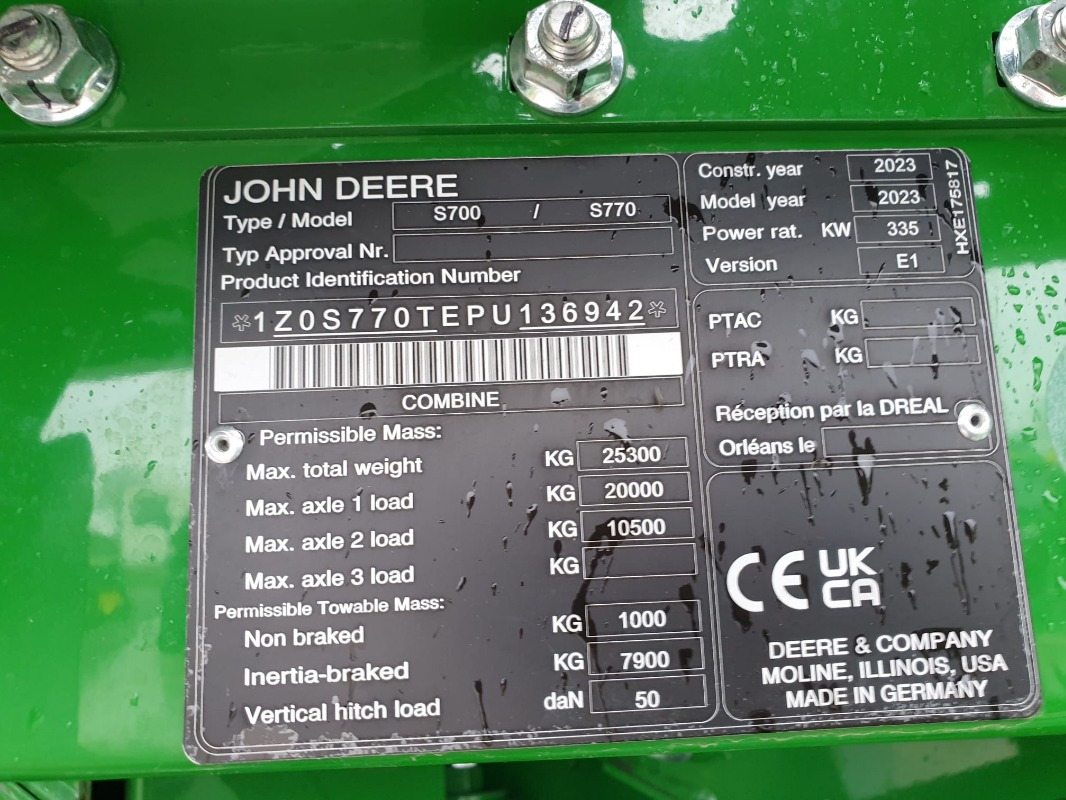 JOHN DEERE
Type / Model S700 / S770
Typ Approval Nr.
Product Identification Number
*1Z0S770TEPU136942*
COMBINE
Permissible Mass:
Max. total weight KG 25300
Max. axle 1 load KG 20000
Max. axle 2 load KG 10500
Max. axle 3 load KG
Permissible Towable Mass:
Non braked KG 1000
Inertia-braked KG 7900
Vertical hitch load daN 50
Constr. year 2023
Model year 2023
Power rat. KW 335
Version E1
HXE175817
PTAC KG
PTRA KG
Réception par la DREAL
Orléans le
CE UK
CA
DEERE & COMPANY
MOLINE, ILLINOIS, USA
MADE IN GERMANY